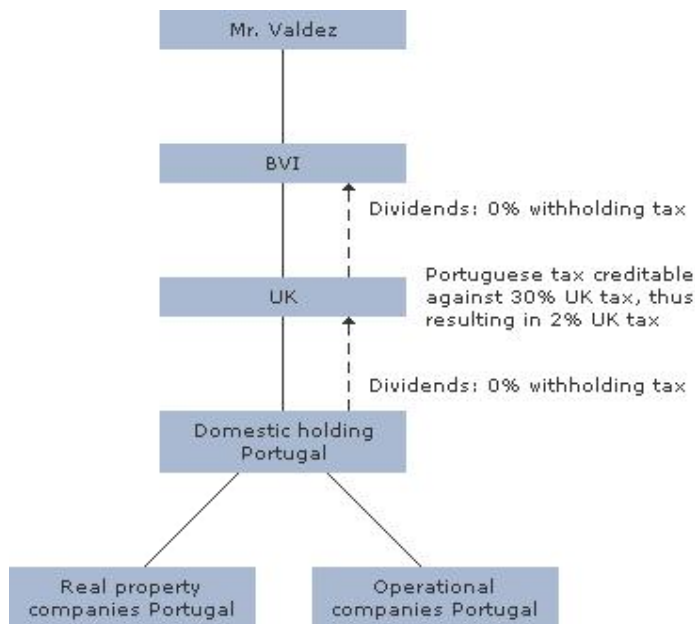 Mr. Valdez
BVI
Dividends: 0% withholding tax
UK
Portuguese tax creditable
against 30% UK tax, thus
resulting in 2% UK tax
Dividends: 0% withholding tax
Domestic holding
Portugal
Real property
companies Portugal
Operational
companies Portugal